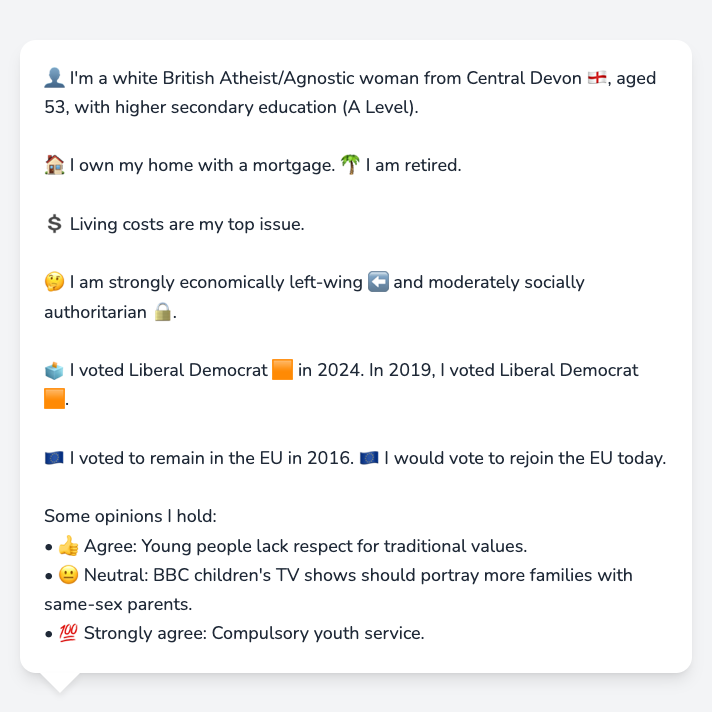 👤 I'm a white British Atheist/Agnostic woman from Central Devon 🏴󠁧󠁢󠁥󠁮󠁧󠁿, aged
53, with higher secondary education (A Level).
🏠 I own my home with a mortgage. 🌴 I am retired.
💲 Living costs are my top issue.
🤔 I am strongly economically left-wing ⬅️ and moderately socially
authoritarian 🔒.
🗳️ I voted Liberal Democrat 🟧 in 2024. In 2019, I voted Liberal Democrat
🟧.
🇪🇺 I voted to remain in the EU in 2016. 🇪🇺 I would vote to rejoin the EU today.
Some opinions I hold:
• 👍 Agree: Young people lack respect for traditional values.
• 😐 Neutral: BBC children's TV shows should portray more families with
same-sex parents.
• 💯 Strongly agree: Compulsory youth service.